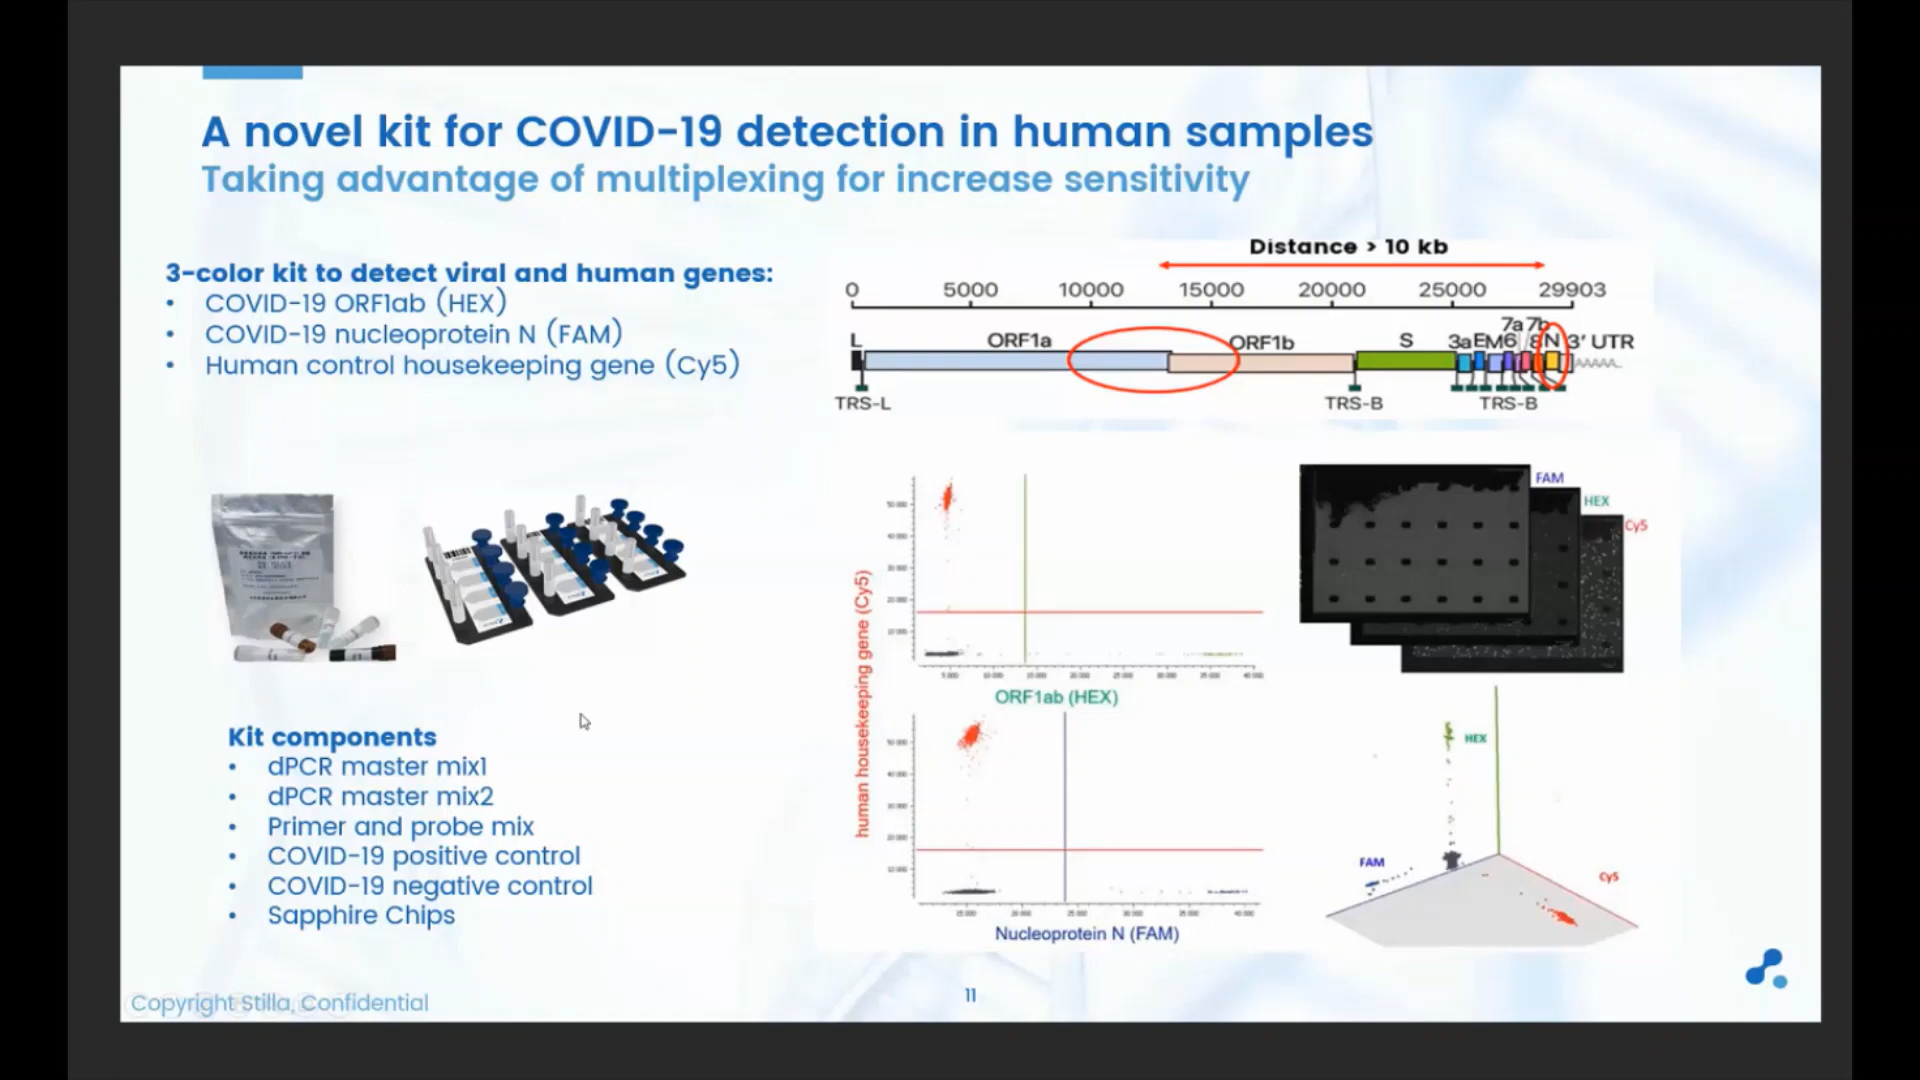 A novel kit for COVID-19 detection in human samples
Taking advantage of multiplexing for increase sensitivity
3-color kit to detect viral and human genes:
• COVID-19 ORF1ab (HEX)
• COVID-19 nucleoprotein N (FAM)
• Human control housekeeping gene (Cy5)
Distance > 10 kb
0 5000 10000 15000 20000 25000 29903
7a 7b
L ORF1a ORF1b S 3a E M 6 8 N 3' UTR
TRS-L TRS-B TRS-B
FAM
HEX
Cy5
human housekeeping gene (Cy5)
ORF1ab (HEX)
Nucleoprotein N (FAM)
HEX
FAM
Cy5
Kit components
• dPCR master mix1
• dPCR master mix2
• Primer and probe mix
• COVID-19 positive control
• COVID-19 negative control
• Sapphire Chips
Copyright Stilla, Confidential
11